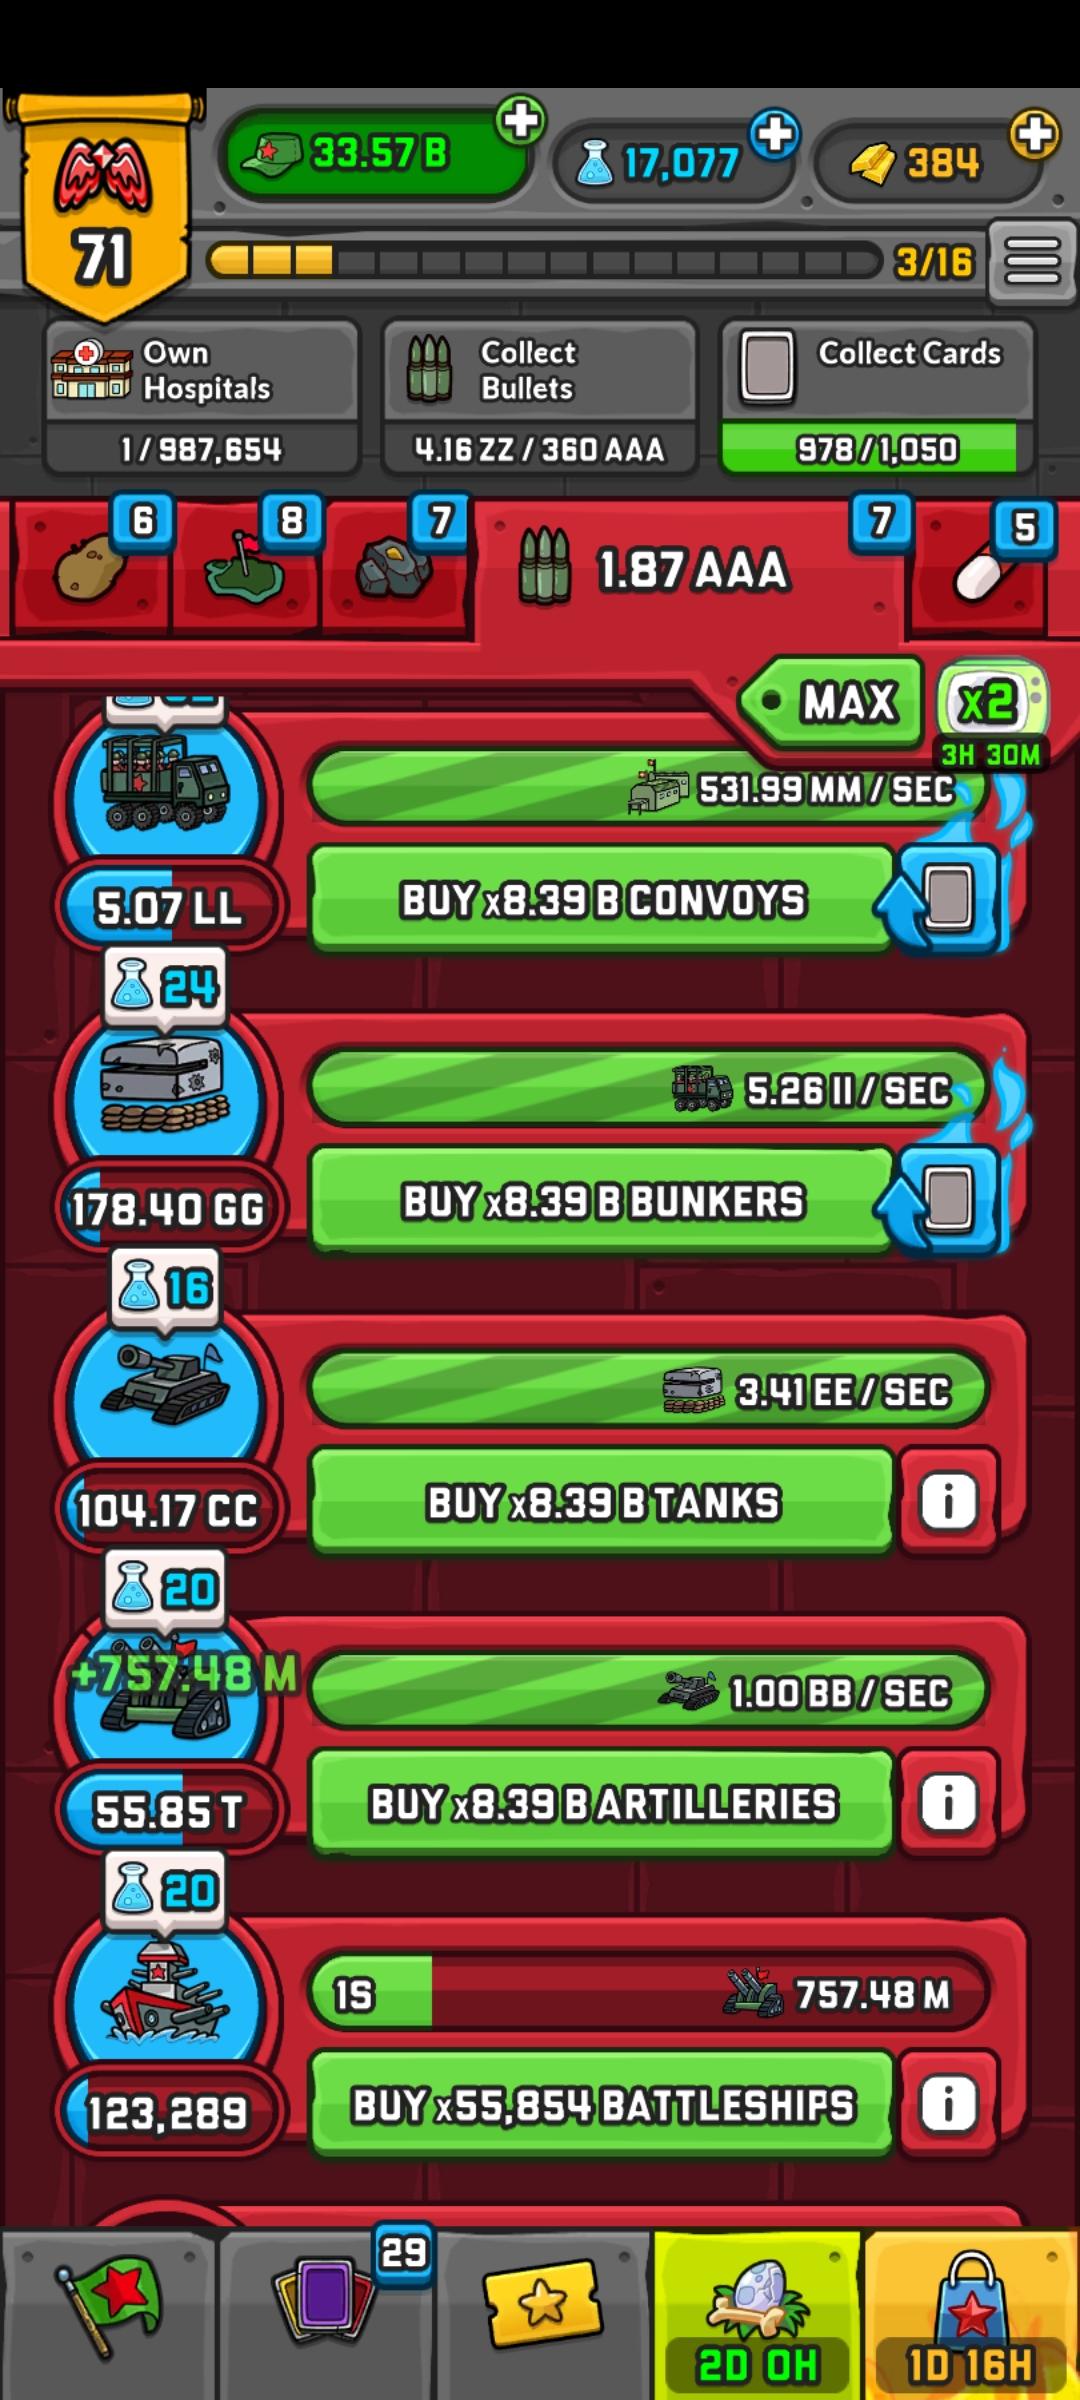 33.57 B
17,077
384
71
3/16
Own
Hospitals
1/987,654
Collect
Bullets
4.16 ZZ / 360 AAA
Collect Cards
978/1,050
6
8
7
1.87 AAA
7
5
MAX
x2
3H 30M
531.99 MM / SEC
BUY x8.39 B CONVOYS
5.07 LL
24
5.26 II / SEC
BUY x8.39 B BUNKERS
178.40 GG
16
3.41 EE / SEC
BUY x8.39 B TANKS
104.17 CC
20
+757.48 M
1.00 BB / SEC
BUY x8.39 B ARTILLERIES
55.85 T
20
1S
757.48 M
BUY x55,854 BATTLESHIPS
123,289
29
2D 0H
1D 16H